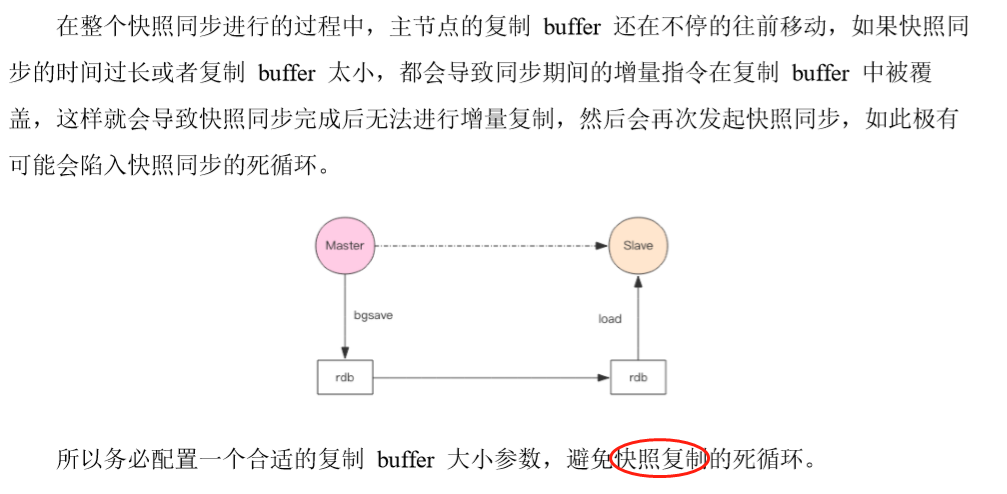 在整个快照同步进行的过程中，主节点的复制 buffer 还在不停的往前移动，如果快照同
步的时间过长或者复制 buffer 太小，都会导致同步期间的增量指令在复制 buffer 中被覆
盖，这样就会导致快照同步完成后无法进行增量复制，然后会再次发起快照同步，如此极有
可能会陷入快照同步的死循环。
Master
Slave
bgsave
load
rdb
rdb
所以务必配置一个合适的复制 buffer 大小参数，避免快照复制的死循环。